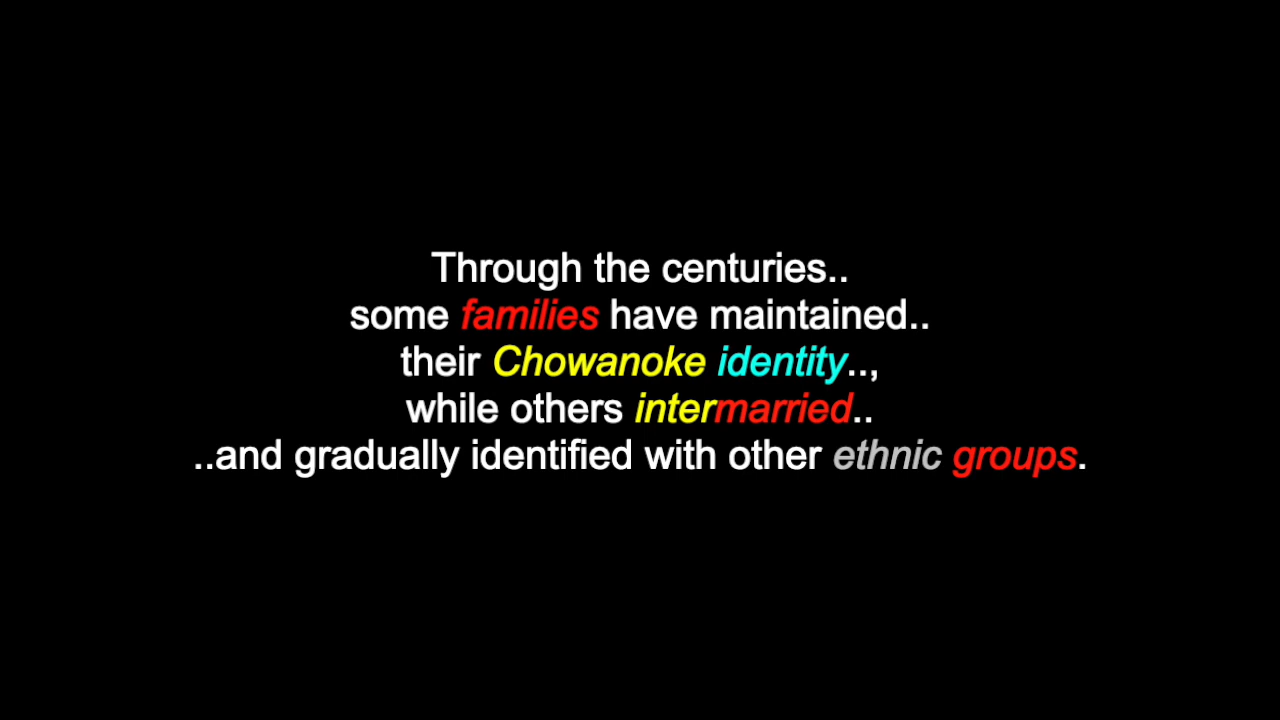 Through the centuries..
some families have maintained..
their Chowanoke identity..,
while others intermarried..
..and gradually identified with other ethnic groups.